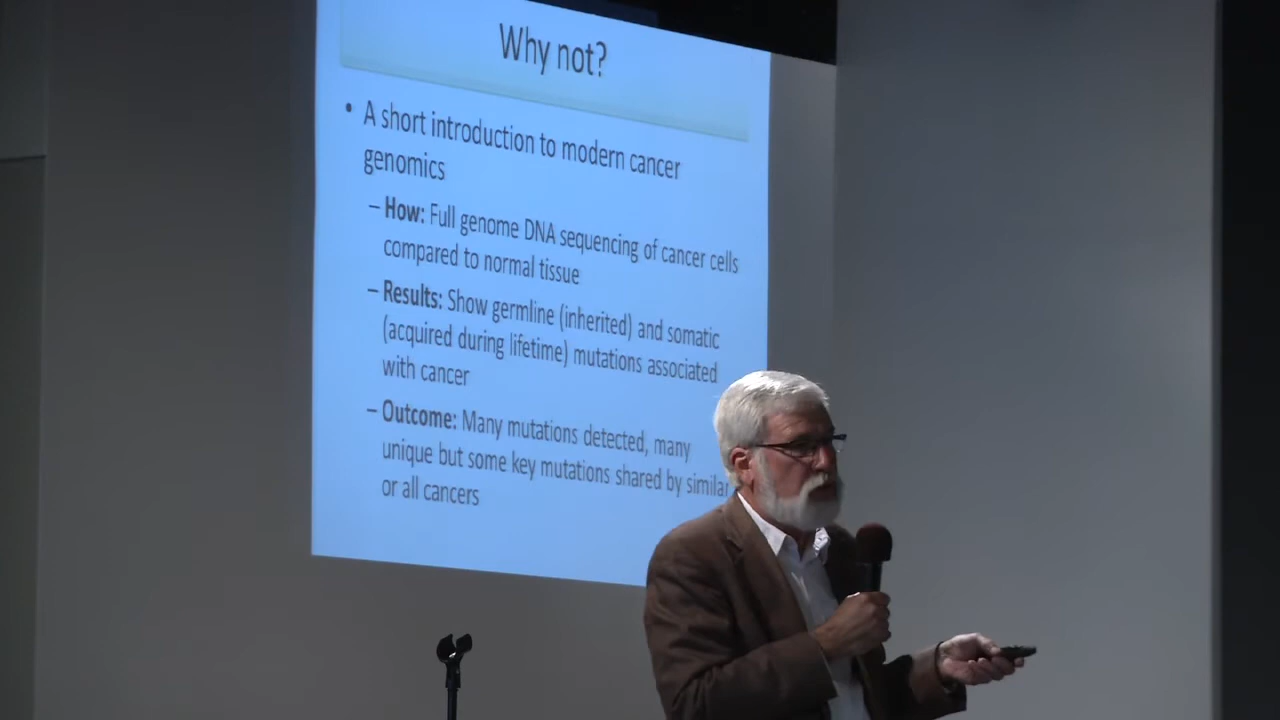 Why not?
• A short introduction to modern cancer
genomics
– How: Full genome DNA sequencing of cancer cells
compared to normal tissue
– Results: Show germline (inherited) and somatic
(acquired during lifetime) mutations associated
with cancer
– Outcome: Many mutations detected, many
unique but some key mutations shared by similar
or all cancers